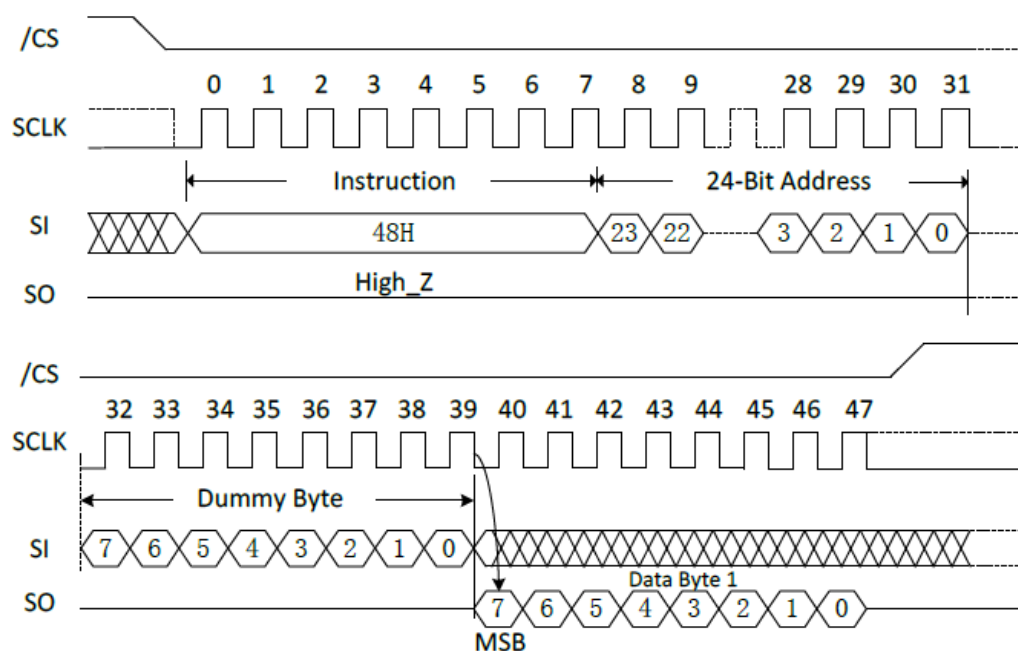 /CS
0 1 2 3 4 5 6 7 8 9 28 29 30 31
SCLK
Instruction 24-Bit Address
SI 48H 23 22 3 2 1 0
High_Z
SO
/CS
32 33 34 35 36 37 38 39 40 41 42 43 44 45 46 47
SCLK
Dummy Byte
SI 7 6 5 4 3 2 1 0
Data Byte 1
SO 7 6 5 4 3 2 1 0
MSB